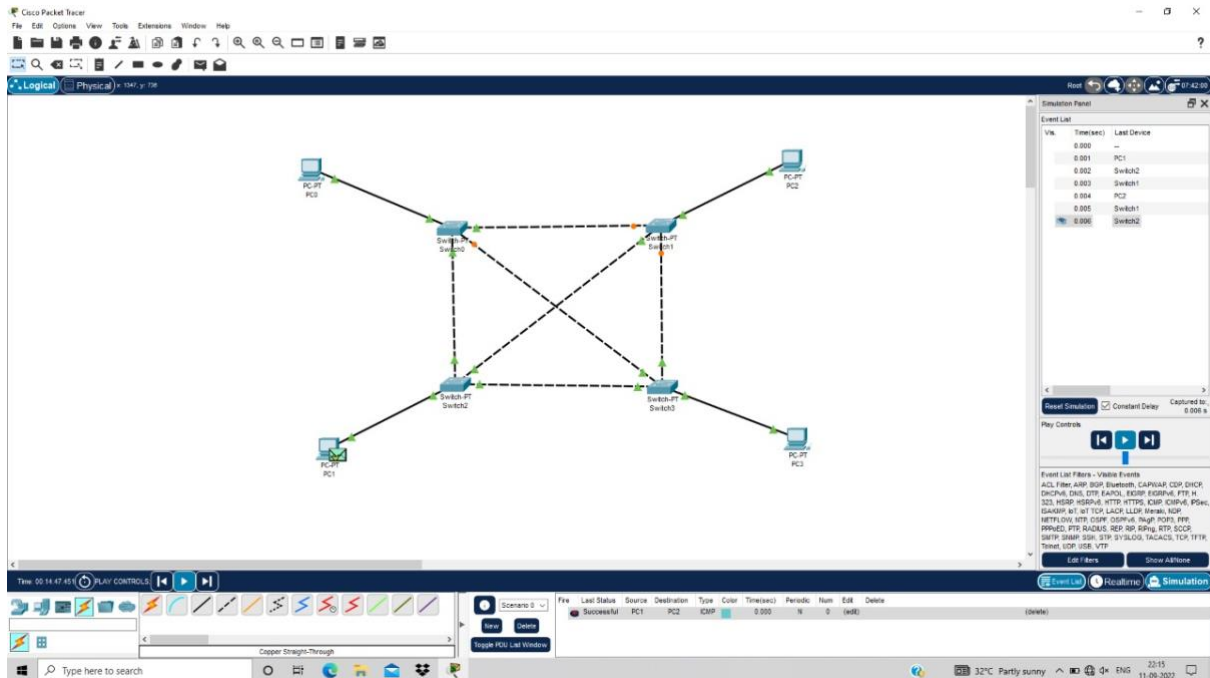 Cisco Packet Tracer
File Edit Options View Tools Extensions Window Help
?
Logical Physical x: 1347, y: 738
Root 07:42:00
PC-PT
PC0
PC-PT
PC2
Switch-PT
Switch0
Switch-PT
Switch1
Switch-PT
Switch2
Switch-PT
Switch3
PC-PT
PC1
PC-PT
PC3
Simulation Panel
Event List
Vis. Time(sec) Last Device
0.000 --
0.001 PC1
0.002 Switch2
0.003 Switch1
0.004 PC2
0.005 Switch1
0.006 Switch2
Reset Simulation Constant Delay Captured to:
0.006 s
Play Controls
Event List Filters - Visible Events
ACL Filter, ARP, BGP, Bluetooth, CAPWAP, CDP, DHCP,
DHCPv6, DNS, DTP, EAPOL, EIGRP, EIGRPv6, FTP, H.
323, HSRP, HSRPv6, HTTP, HTTPS, ICMP, ICMPv6, IPSec,
ISAKMP, IoT, IoT TCP, LACP, LLDP, Meraki, NDP,
NETFLOW, NTP, OSPF, OSPFv6, PAgP, POP3, PPP,
PPPoED, PTP, RADIUS, REP, RIP, RIPng, RTP, SCCP,
SMTP, SNMP, SSH, STP, SYSLOG, TACACS, TCP, TFTP,
Telnet, UDP, USB, VTP
Edit Filters Show All/None
Time: 00:14:47.451 PLAY CONTROLS:
Event List Realtime Simulation
Scenario 0
New Delete
Toggle PDU List Window
Fire Last Status Source Destination Type Color Time(sec) Periodic Num Edit Delete
Successful PC1 PC2 ICMP 0.000 N 0 (edit) (delete)
Copper Straight-Through
Type here to search
32°C Partly sunny ENG 22:15
11-09-2022